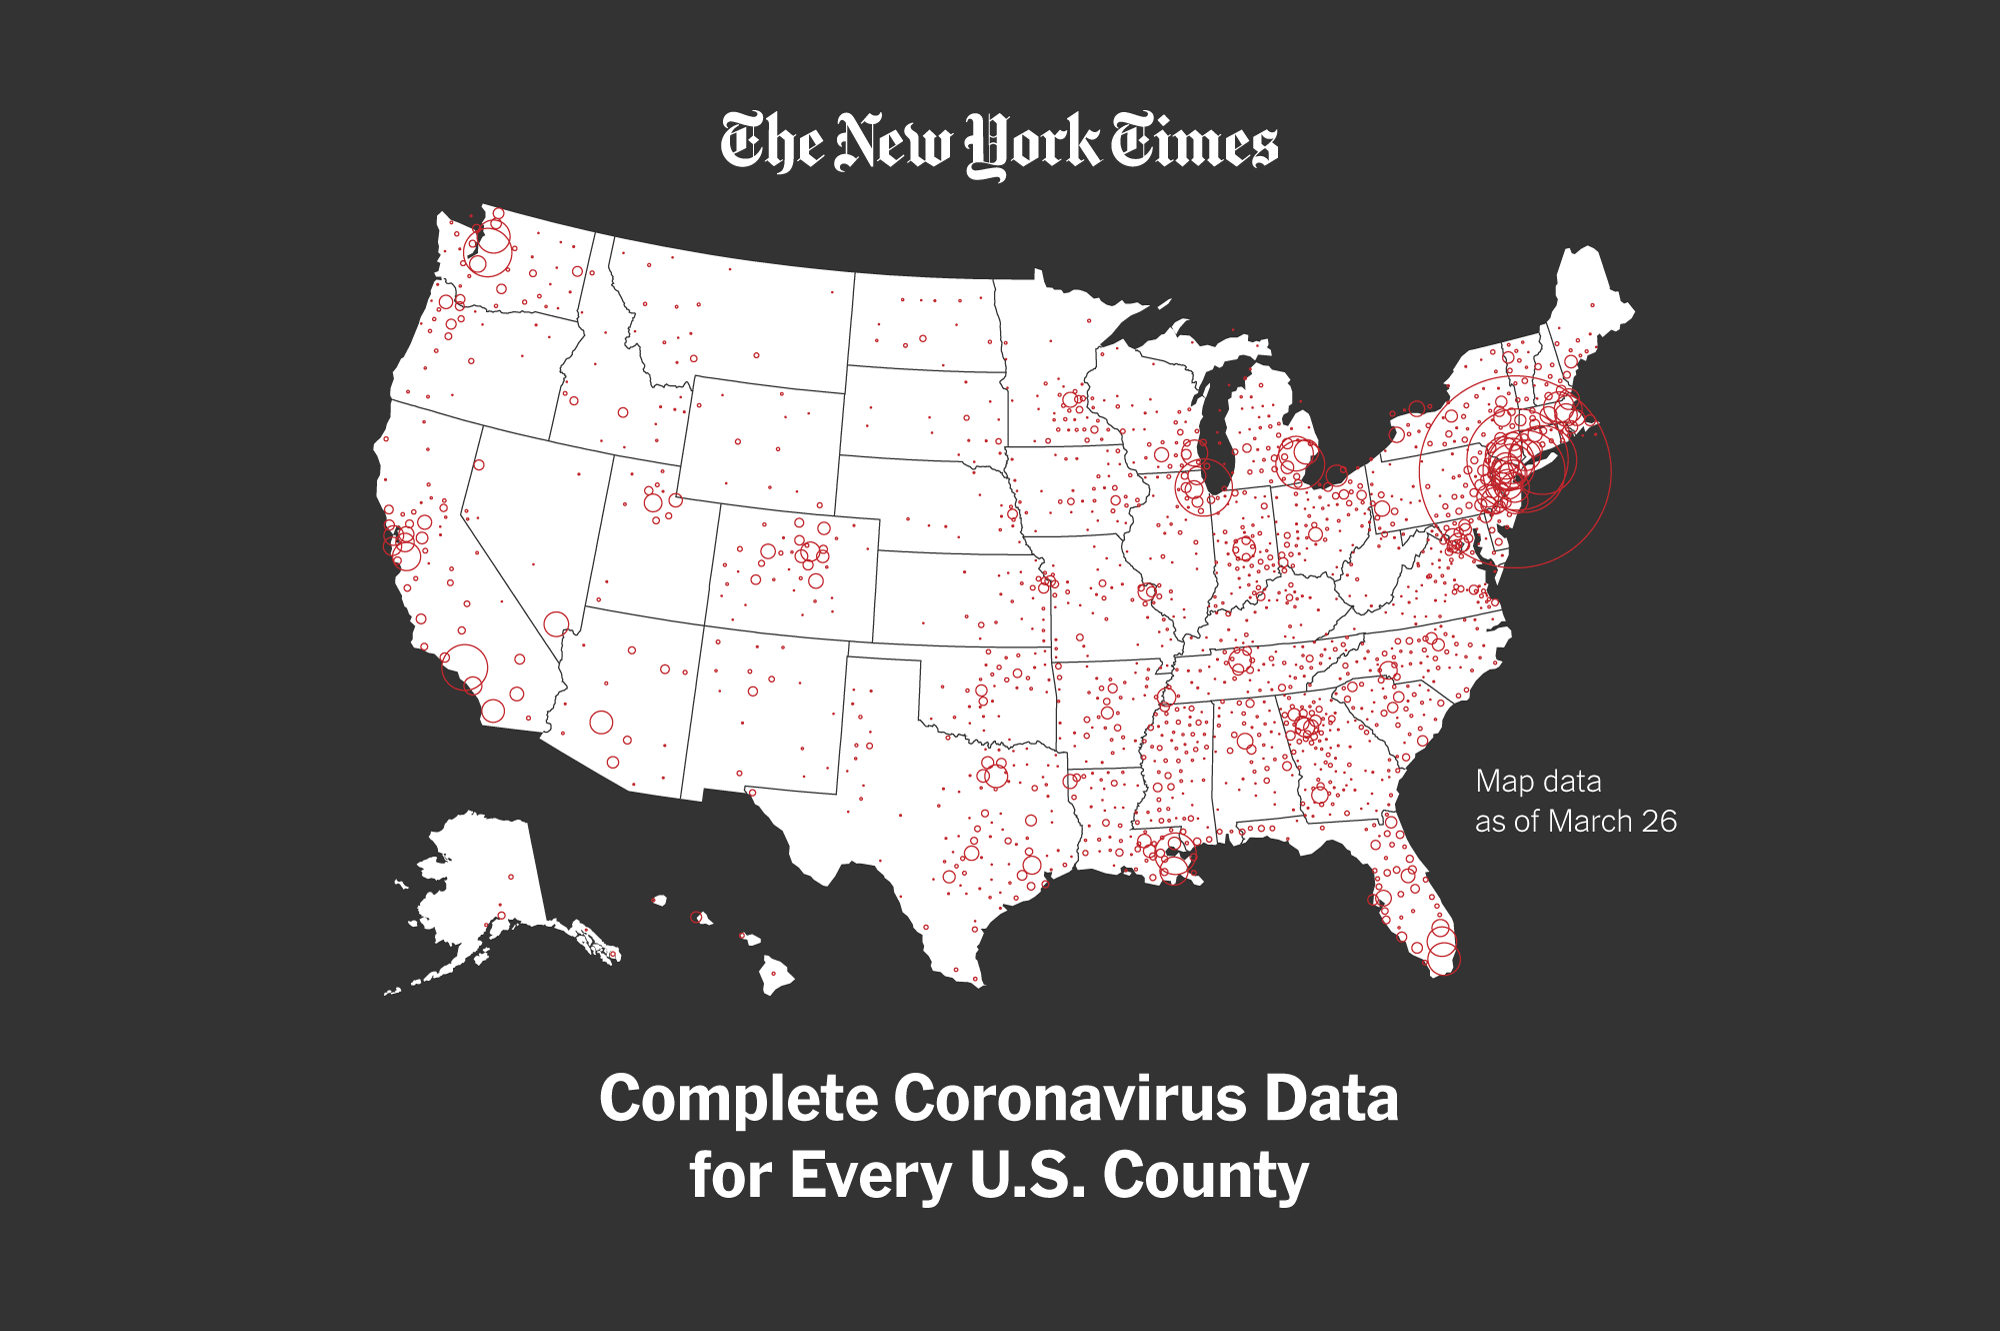 The New York Times
Map data
as of March 26
Complete Coronavirus Data
for Every U.S. County